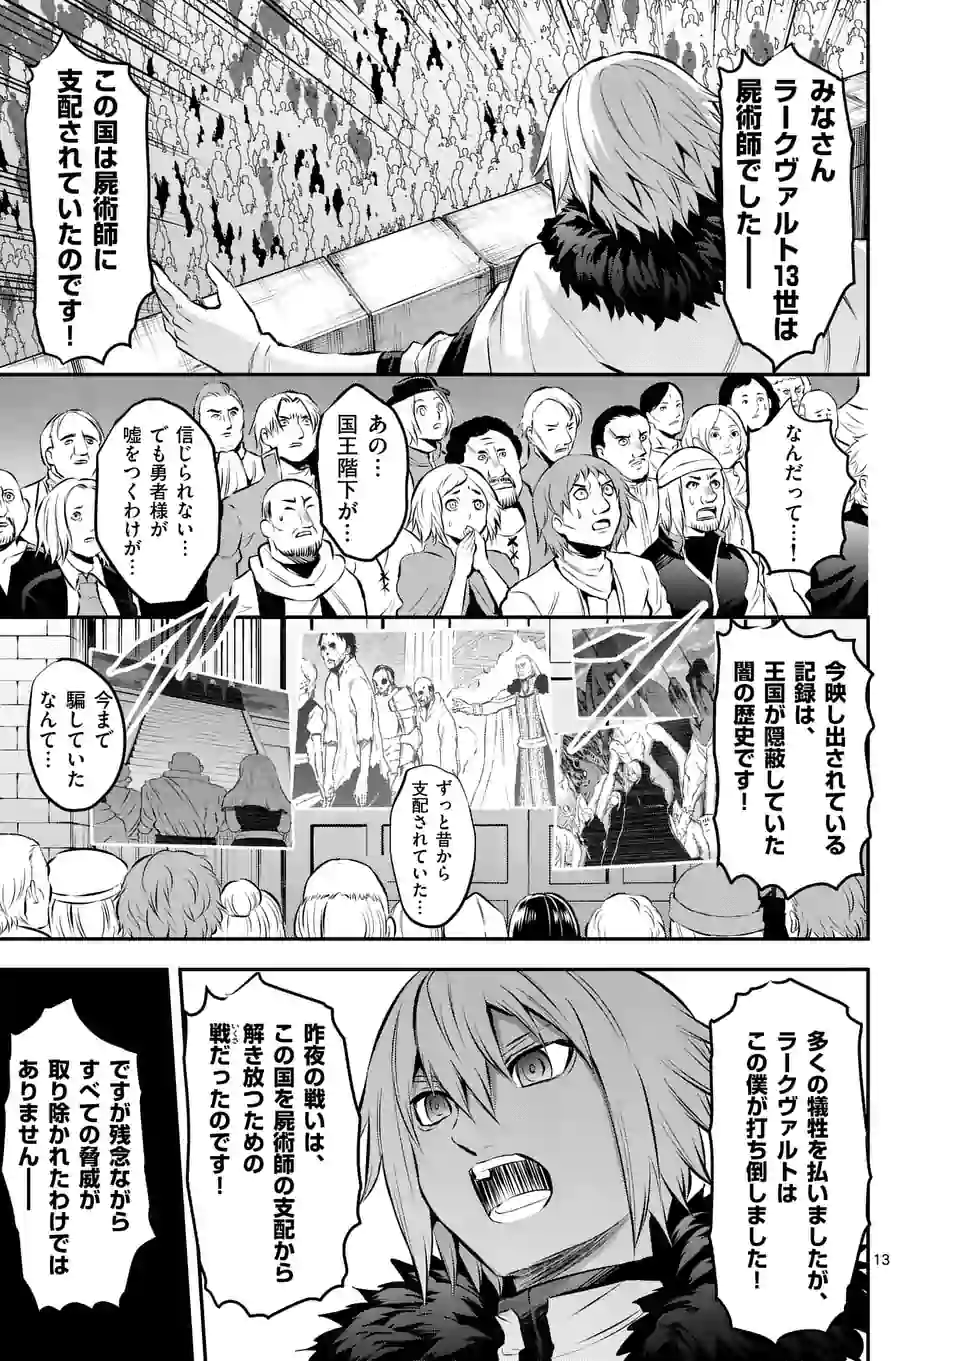 みなさん
ラークヴァルト13世は
屍術師でした――
この国は屍術師に
支配されていたのです！
なんだって…！
あの…
国王階下が…
信じられない…
でも勇者様が
嘘をつくわけが…
今映し出されている
記録は、
王国が隠蔽していた
闇の歴史です！
ずっと昔から
支配されていた…
今まで
騙していた
なんて…
多くの犠牲を払いましたが、
ラークヴァルトは
この僕が打ち倒しました！
昨夜の戦いは、
この国を屍術師の支配から
解き放つための
戦だったのです！
いくさ
ですが残念ながら
すべての脅威が
取り除かれたわけでは
ありません――
13